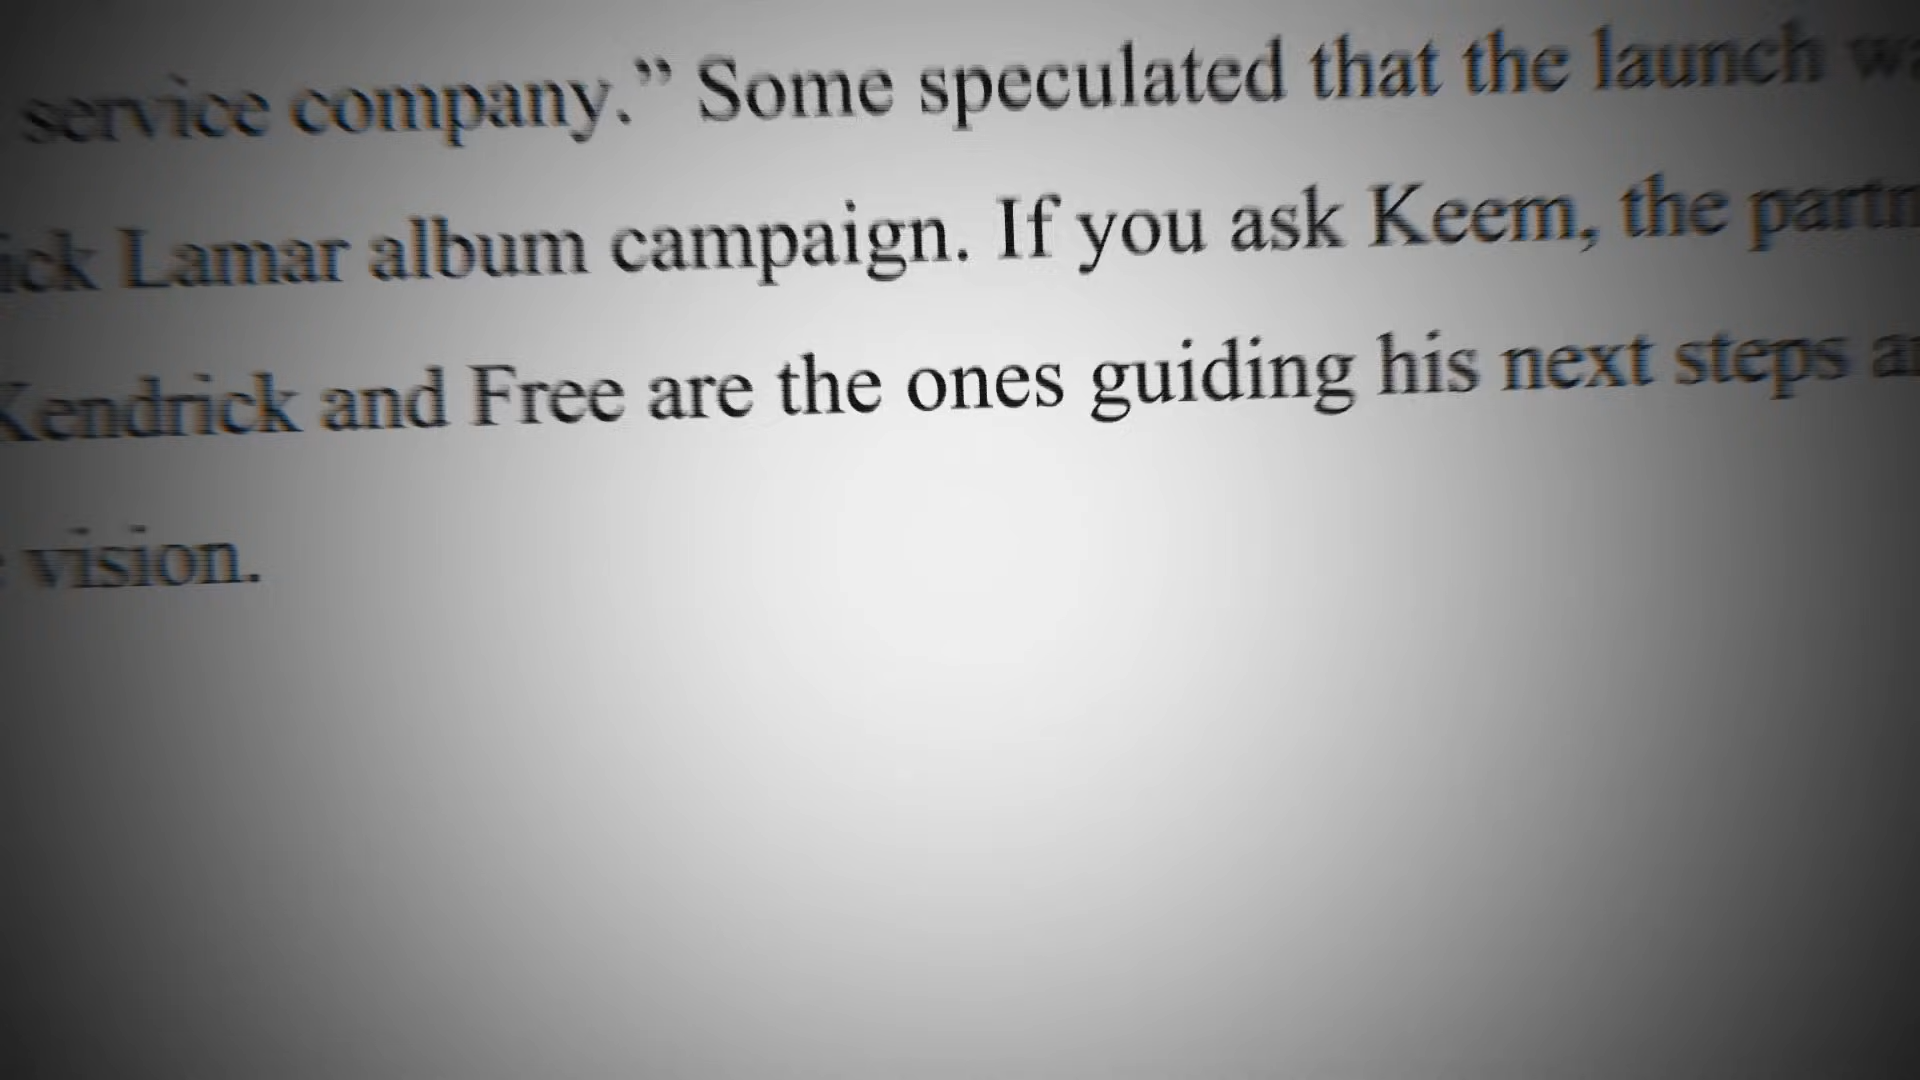 service company.” Some speculated that the launch
Lamar album campaign. If you ask Keem, the
Kendrick and Free are the ones guiding his next steps
vision.